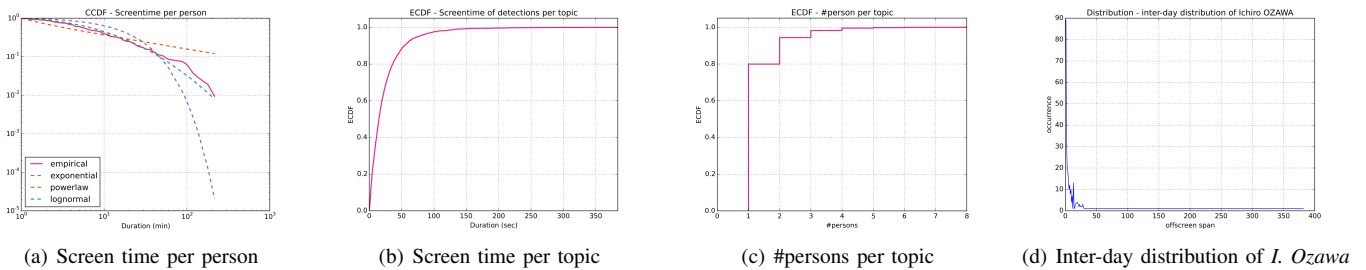 CCDF - Screentime per person
10^0
10^-1
10^-2
10^-3
10^-4
10^-5
empirical
exponential
powerlaw
lognormal
10^0 10^1 10^2 10^3
Duration (min)
(a) Screen time per person
ECDF - Screentime of detections per topic
ECDF
1.0
0.8
0.6
0.4
0.2
0.0
0 50 100 150 200 250 300 350
Duration (sec)
(b) Screen time per topic
ECDF - #person per topic
ECDF
1.0
0.8
0.6
0.4
0.2
0.0
0 1 2 3 4 5 6 7 8
#persons
(c) #persons per topic
Distribution - inter-day distribution of Ichiro OZAWA
occurrence
90
80
70
60
50
40
30
20
10
0
0 50 100 150 200 250 300 350 400
offscreen span
(d) Inter-day distribution of I. Ozawa